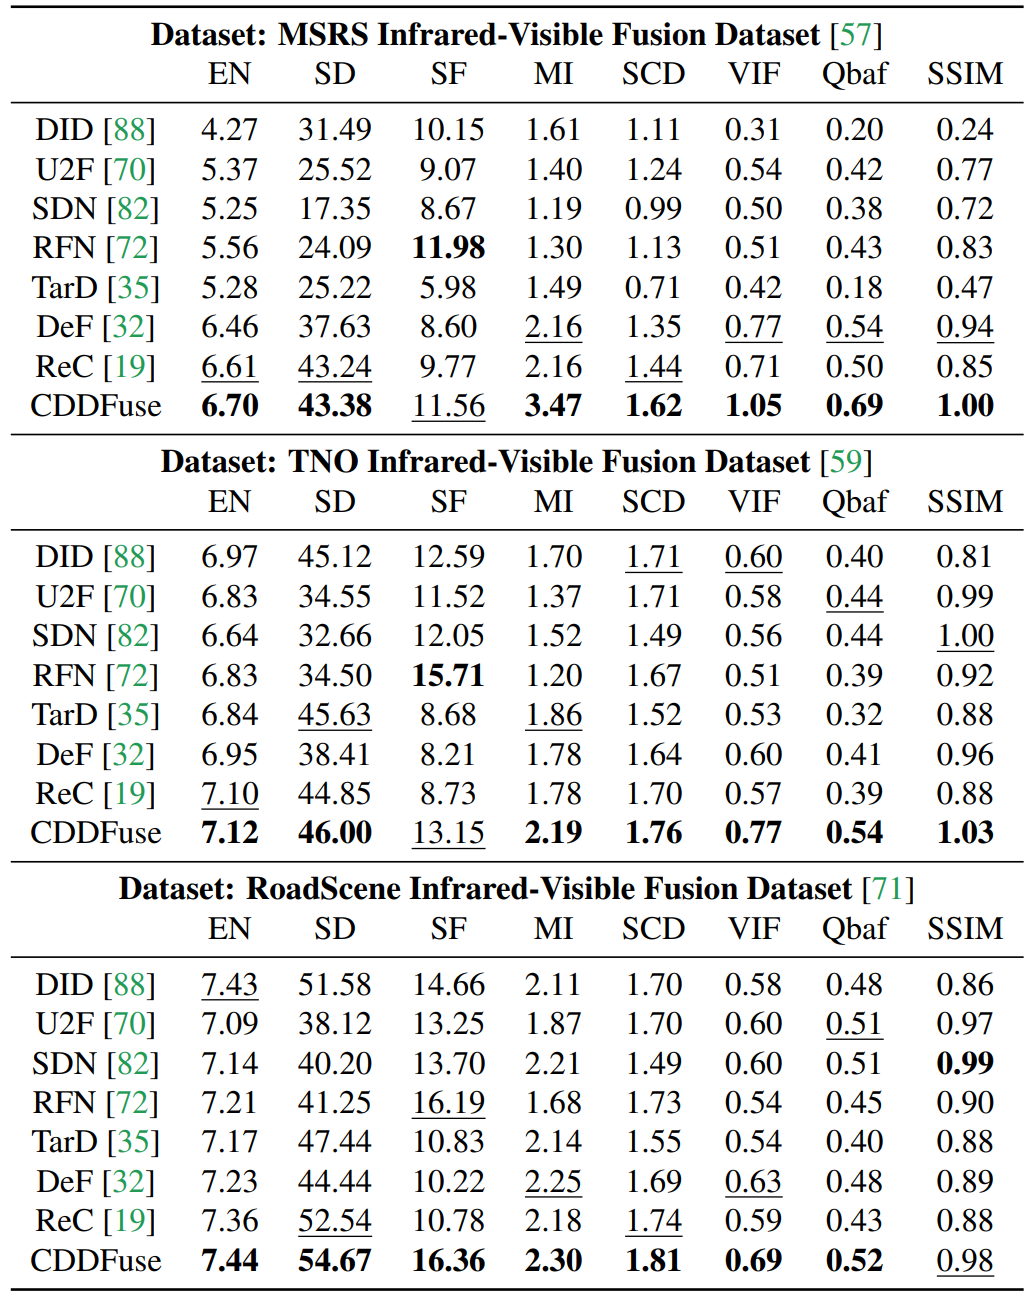 Dataset: MSRS Infrared-Visible Fusion Dataset [57]
EN SD SF MI SCD VIF Qbaf SSIM
DID [88] 4.27 31.49 10.15 1.61 1.11 0.31 0.20 0.24
U2F [70] 5.37 25.52 9.07 1.40 1.24 0.54 0.42 0.77
SDN [82] 5.25 17.35 8.67 1.19 0.99 0.50 0.38 0.72
RFN [72] 5.56 24.09 11.98 1.30 1.13 0.51 0.43 0.83
TarD [35] 5.28 25.22 5.98 1.49 0.71 0.42 0.18 0.47
DeF [32] 6.46 37.63 8.60 2.16 1.35 0.77 0.54 0.94
ReC [19] 6.61 43.24 9.77 2.16 1.44 0.71 0.50 0.85
CDDFuse 6.70 43.38 11.56 3.47 1.62 1.05 0.69 1.00
Dataset: TNO Infrared-Visible Fusion Dataset [59]
EN SD SF MI SCD VIF Qbaf SSIM
DID [88] 6.97 45.12 12.59 1.70 1.71 0.60 0.40 0.81
U2F [70] 6.83 34.55 11.52 1.37 1.71 0.58 0.44 0.99
SDN [82] 6.64 32.66 12.05 1.52 1.49 0.56 0.44 1.00
RFN [72] 6.83 34.50 15.71 1.20 1.67 0.51 0.39 0.92
TarD [35] 6.84 45.63 8.68 1.86 1.52 0.53 0.32 0.88
DeF [32] 6.95 38.41 8.21 1.78 1.64 0.60 0.41 0.96
ReC [19] 7.10 44.85 8.73 1.78 1.70 0.57 0.39 0.88
CDDFuse 7.12 46.00 13.15 2.19 1.76 0.77 0.54 1.03
Dataset: RoadScene Infrared-Visible Fusion Dataset [71]
EN SD SF MI SCD VIF Qbaf SSIM
DID [88] 7.43 51.58 14.66 2.11 1.70 0.58 0.48 0.86
U2F [70] 7.09 38.12 13.25 1.87 1.70 0.60 0.51 0.97
SDN [82] 7.14 40.20 13.70 2.21 1.49 0.60 0.51 0.99
RFN [72] 7.21 41.25 16.19 1.68 1.73 0.54 0.45 0.90
TarD [35] 7.17 47.44 10.83 2.14 1.55 0.54 0.40 0.88
DeF [32] 7.23 44.44 10.22 2.25 1.69 0.63 0.48 0.89
ReC [19] 7.36 52.54 10.78 2.18 1.74 0.59 0.43 0.88
CDDFuse 7.44 54.67 16.36 2.30 1.81 0.69 0.52 0.98